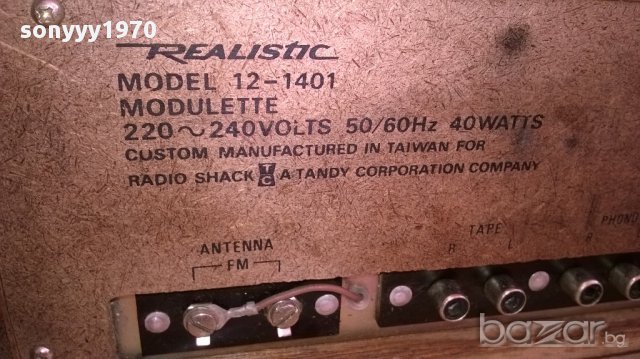 sonyyy1970
REALISTIC
MODEL 12-1401
MODULETTE
220~240VOLTS 50/60Hz 40WATTS
CUSTOM MANUFACTURED IN TAIWAN FOR
RADIO SHACK TC A TANDY CORPORATION COMPANY
ANTENNA
FM
TAPE
R L
R
bazar.bg